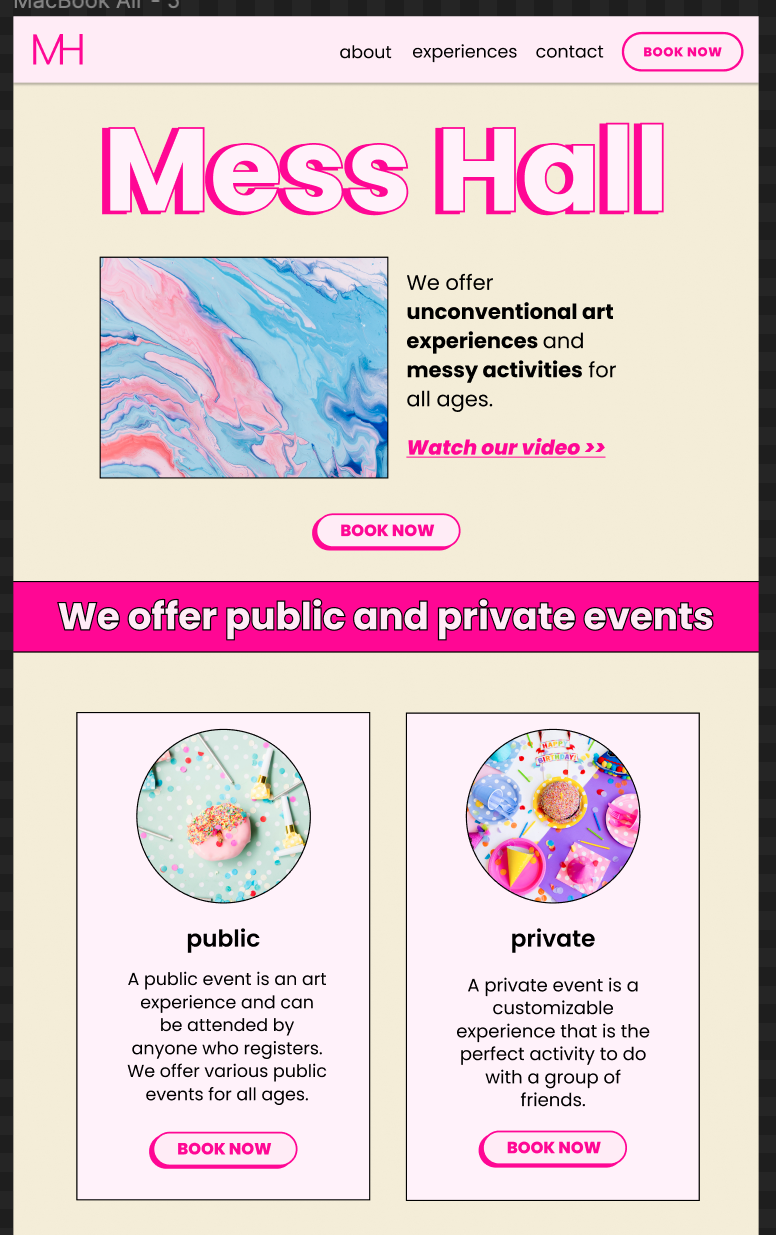 MacBook Air - 3
MH
about experiences contact BOOK NOW
Mess Hall
We offer
unconventional art
experiences and
messy activities for
all ages.
Watch our video >>
BOOK NOW
We offer public and private events
HAPPY
BIRTHDAY
public
A public event is an art
experience and can
be attended by
anyone who registers.
We offer various public
events for all ages.
BOOK NOW
private
A private event is a
customizable
experience that is the
perfect activity to do
with a group of
friends.
BOOK NOW